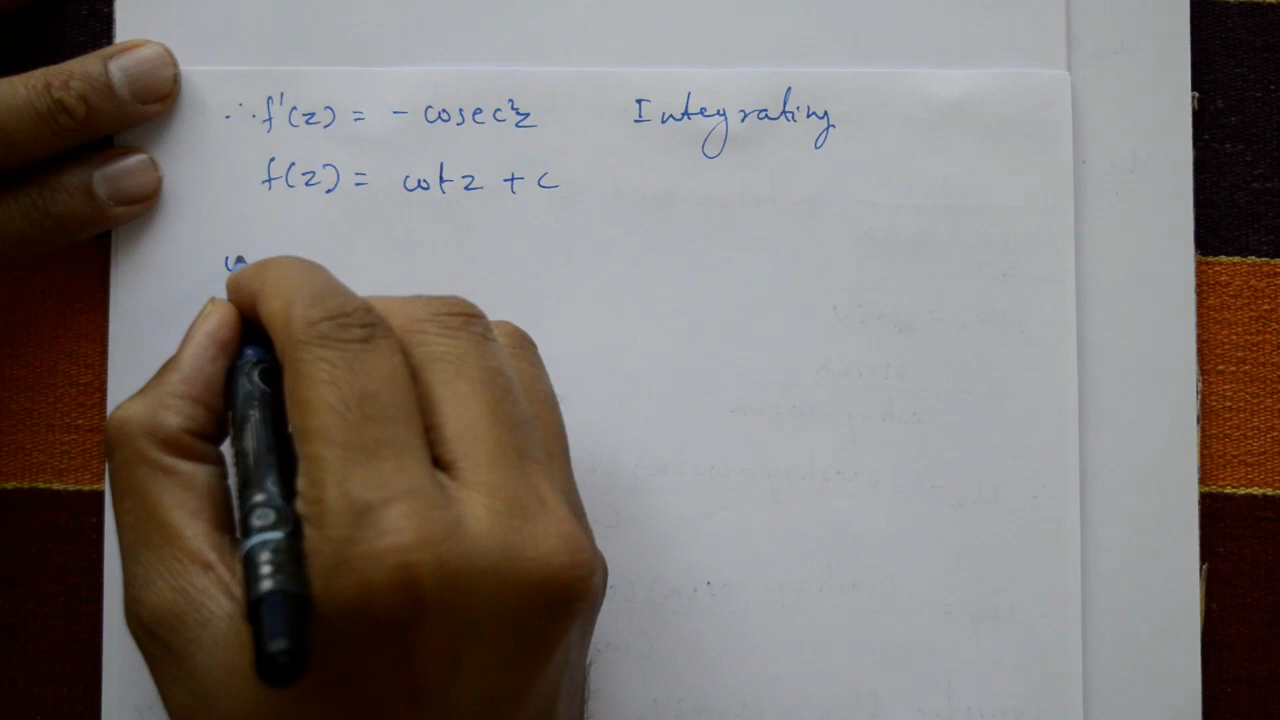 ∴ f'(z) = - cosec²z Integrating
f(z) = cot z + c